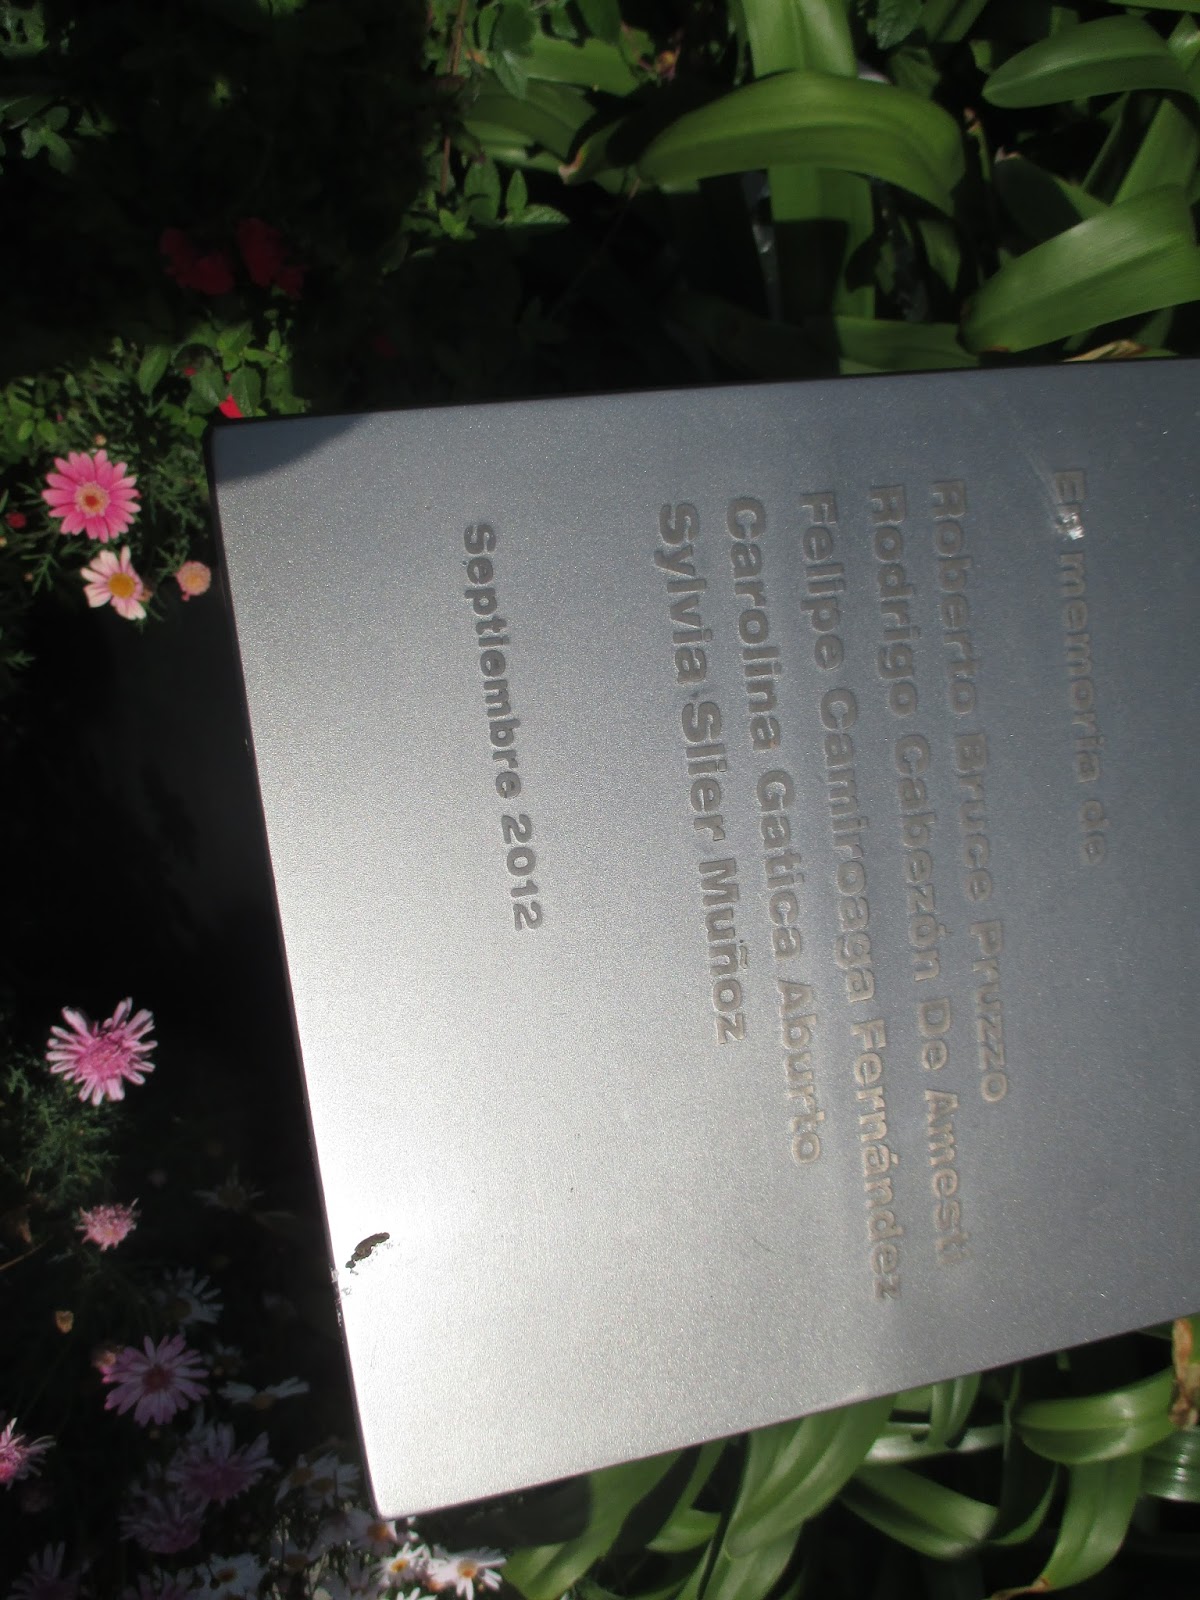 En memoria de
Roberto Bruce Pruzzo
Rodrigo Cabezón De Amesti
Felipe Camiroaga Fernández
Carolina Gatica Aburto
Sylvia Slier Muñoz
Septiembre 2012